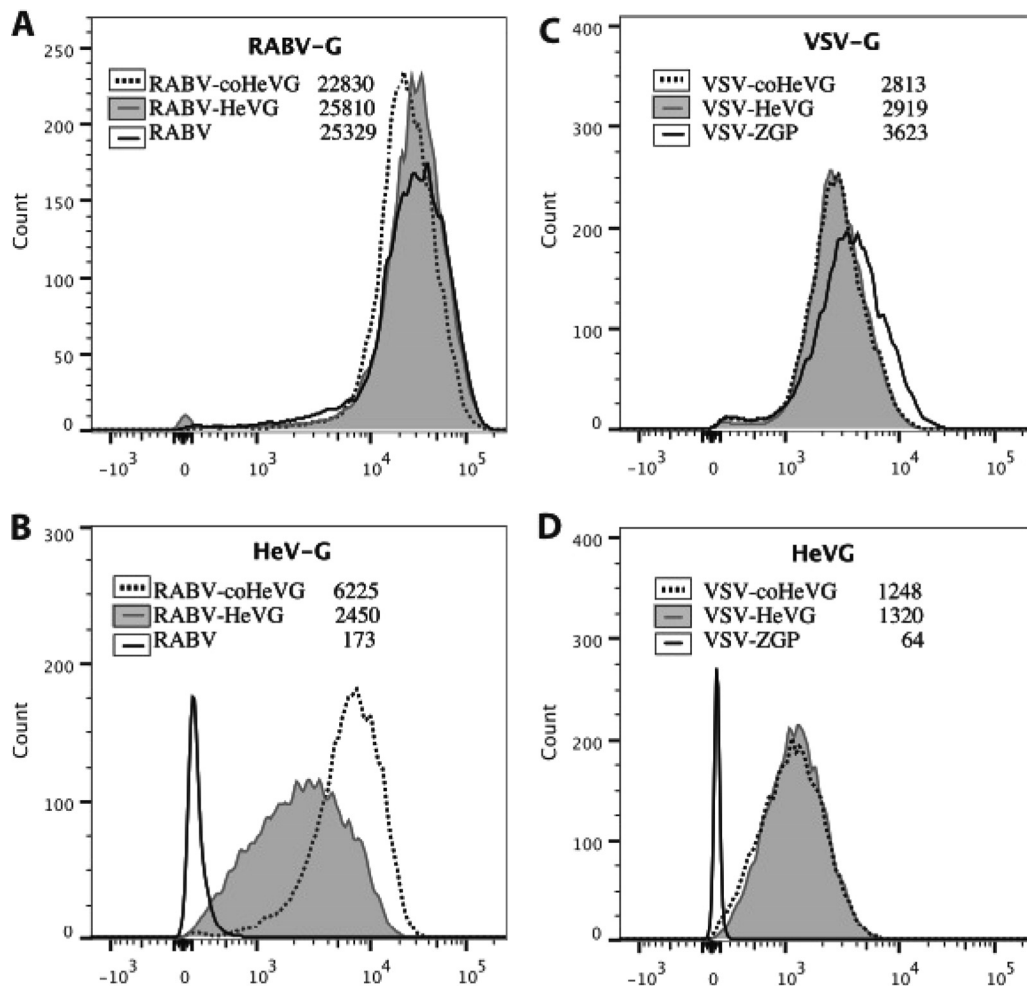 A
RABV-G
RABV-coHeVG 22830
RABV-HeVG 25810
RABV 25329
Count
250
200
150
100
50
0
-10³ 0 10³ 10⁴ 10⁵
C
VSV-G
VSV-coHeVG 2813
VSV-HeVG 2919
VSV-ZGP 3623
Count
400
300
200
100
0
-10³ 0 10³ 10⁴ 10⁵
B
HeV-G
RABV-coHeVG 6225
RABV-HeVG 2450
RABV 173
Count
300
200
100
0
-10³ 0 10³ 10⁴ 10⁵
D
HeVG
VSV-coHeVG 1248
VSV-HeVG 1320
VSV-ZGP 64
Count
400
300
200
100
0
-10³ 0 10³ 10⁴ 10⁵